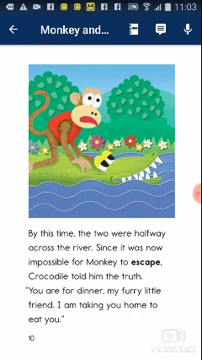 11:03
Monkey and...
By this time, the two were halfway
across the river. Since it was now
impossible for Monkey to escape,
Crocodile told him the truth.
"You are for dinner, my furry little
friend. I am taking you home to
eat you."
10